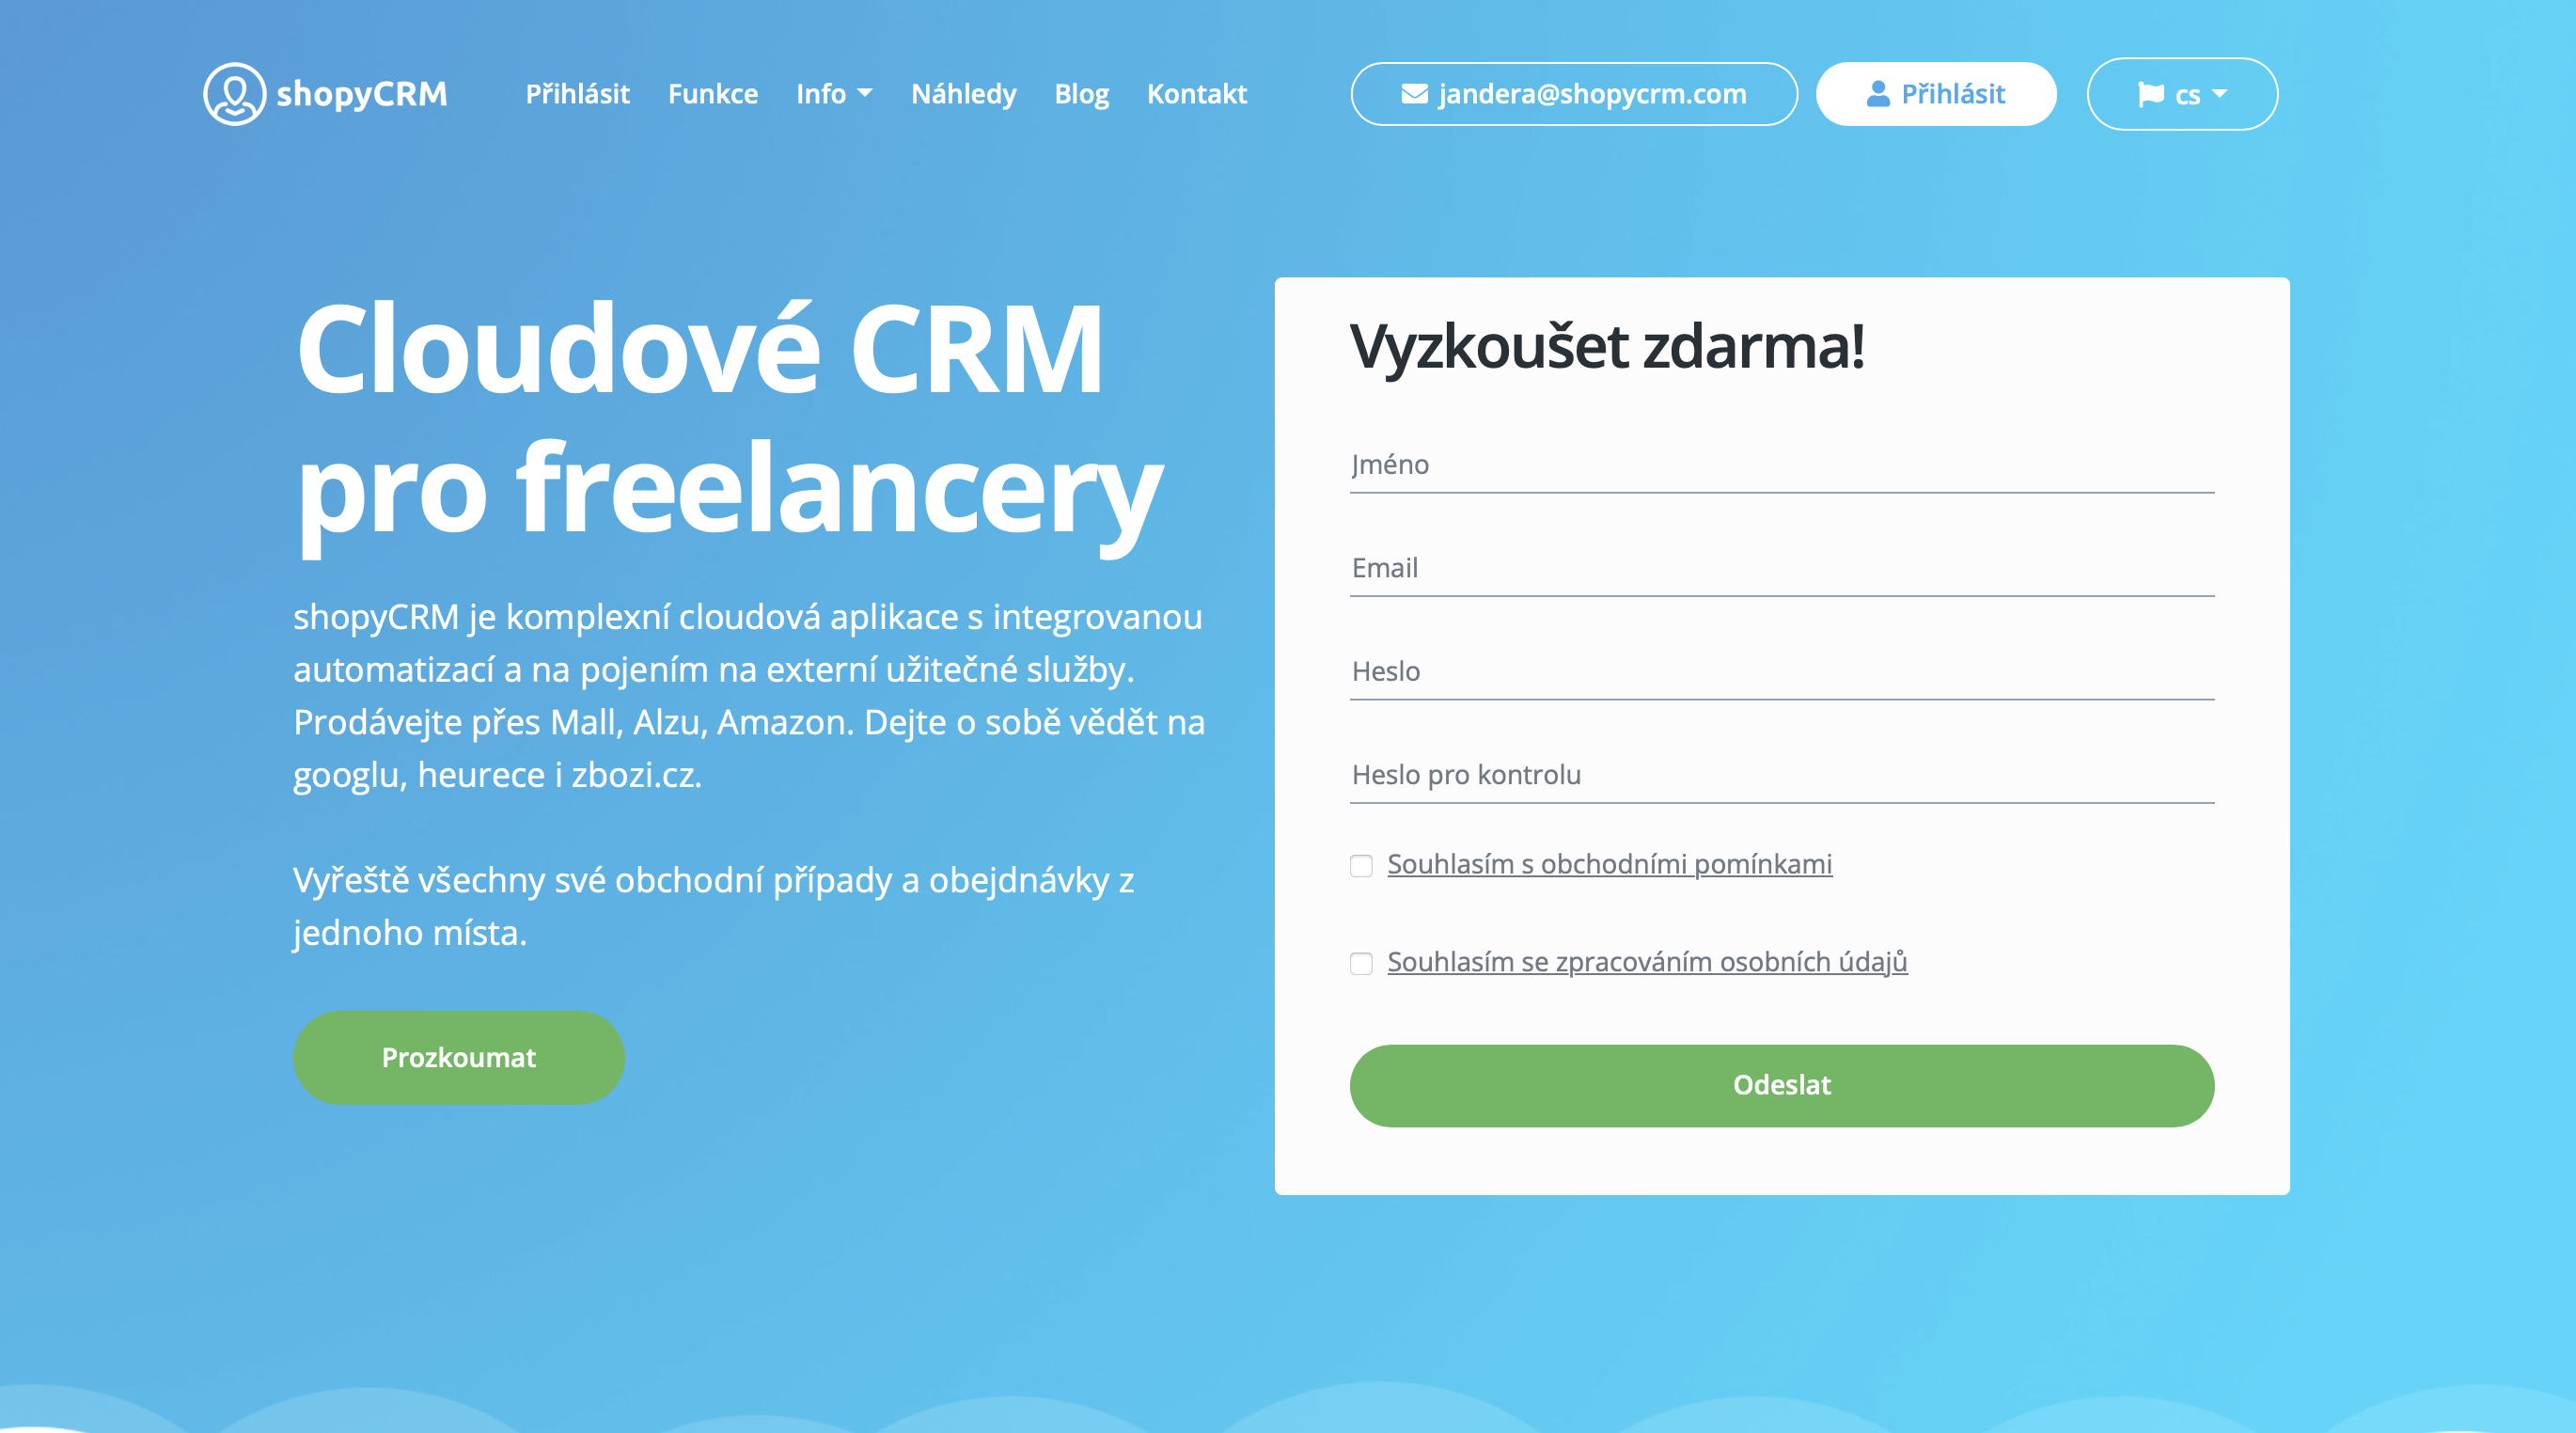 shopyCRM
Přihlásit
Funkce
Info
Náhledy
Blog
Kontakt
jandera@shopycrm.com
Přihlásit
cs
Cloudové CRM
pro freelancery
shopyCRM je komplexní cloudová aplikace s integrovanou
automatizací a na pojením na externí užitečné služby.
Prodávejte přes Mall, Alzu, Amazon. Dejte o sobě vědět na
googlu, heurece i zbozi.cz.
Vyřeště všechny své obchodní případy a obejdnávky z
jednoho místa.
Prozkoumat
Vyzkoušet zdarma!
Jméno
Email
Heslo
Heslo pro kontrolu
Souhlasím s obchodními pomínkami
Souhlasím se zpracováním osobních údajů
Odeslat